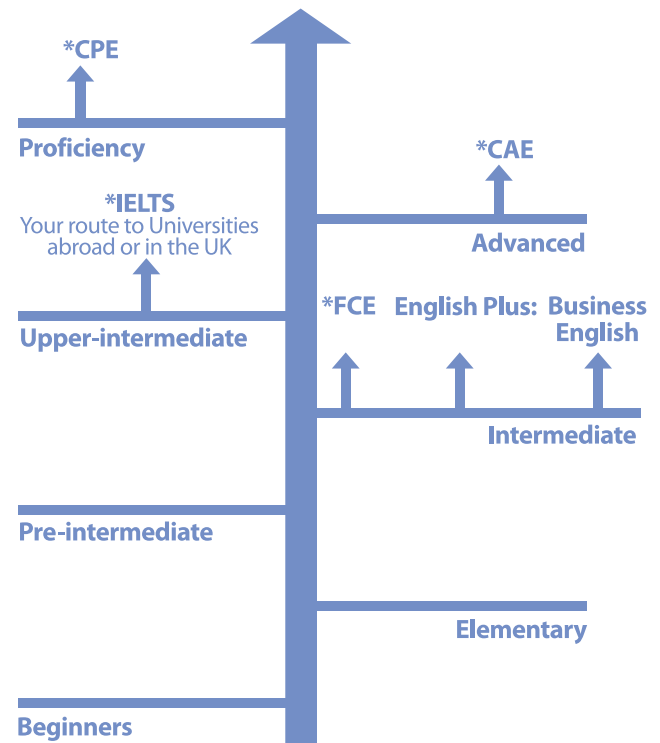 *CPE
Proficiency
*CAE
*IELTS
Your route to Universities
abroad or in the UK
Advanced
*FCE English Plus: Business
English
Upper-intermediate
Intermediate
Pre-intermediate
Elementary
Beginners